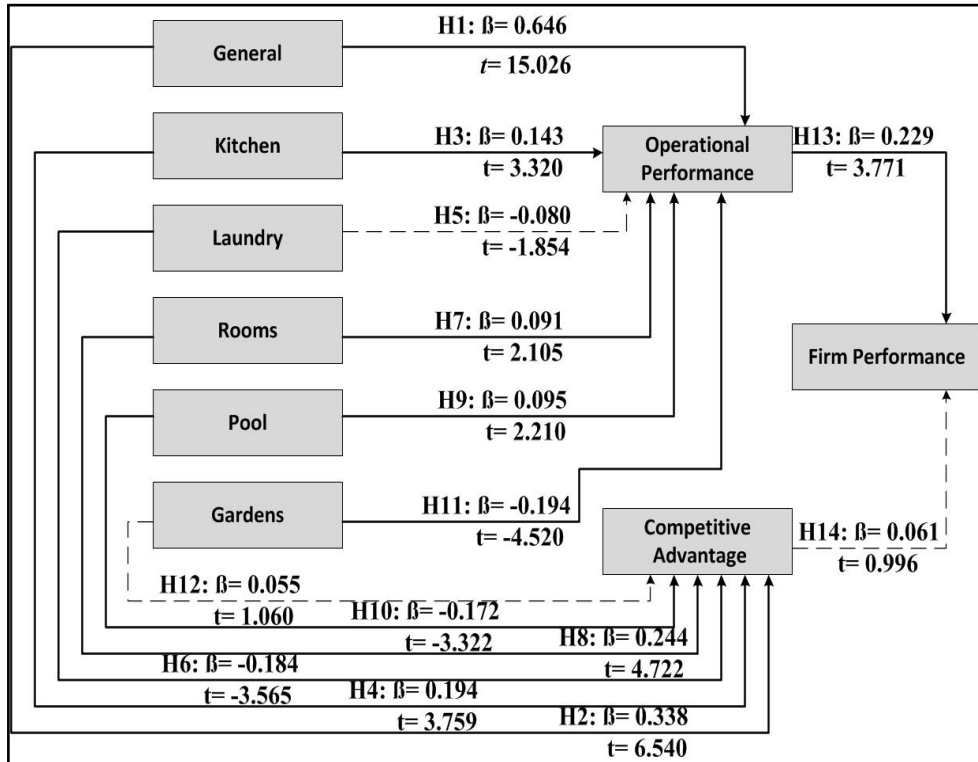 General
H1: ß= 0.646
t= 15.026
Kitchen
H3: ß= 0.143
t= 3.320
Operational
Performance
H13: ß= 0.229
t= 3.771
Laundry
H5: ß= -0.080
t= -1.854
Rooms
H7: ß= 0.091
t= 2.105
Firm Performance
Pool
H9: ß= 0.095
t= 2.210
Gardens
H11: ß= -0.194
t= -4.520
Competitive
Advantage
H14: ß= 0.061
t= 0.996
H12: ß= 0.055
t= 1.060
H10: ß= -0.172
t= -3.322
H8: ß= 0.244
t= 4.722
H6: ß= -0.184
t= -3.565
H4: ß= 0.194
t= 3.759
H2: ß= 0.338
t= 6.540